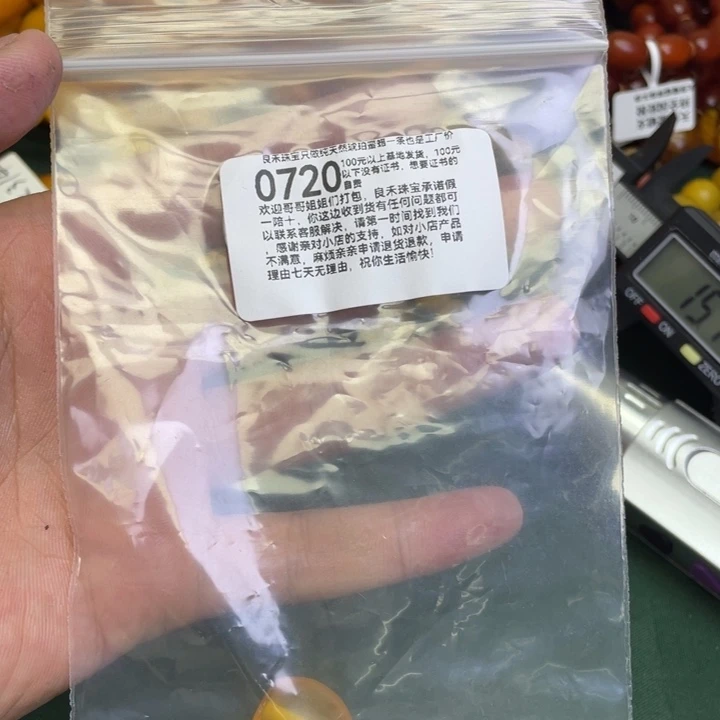 良禾珠宝只做纯天然琥珀蜜蜡一条也是工厂价
0720
100元以上基地发货,100元
以下没有证书,想要证书的
自费
欢迎哥哥姐姐们打包,良禾珠宝承诺假
一赔十、你这边收到货有任何问题都可
以联系客服解决,请第一时间找到我们
,感谢亲对小店的支持,如对小店产品
不满意,麻烦亲亲申请退货退款,申请
理由七天无理由,祝你生活愉快!
OFF
ON
ZERO